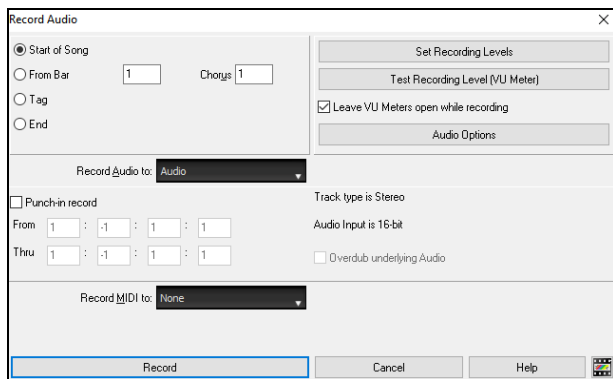 Record Audio
Start of Song
From Bar 1 Chorus 1
Tag
End
Set Recording Levels
Test Recording Level (VU Meter)
Leave VU Meters open while recording
Audio Options
Record Audio to: Audio
Punch-in record
From 1 : -1 : 1 : 1
Thru 1 : -1 : 1 : 1
Track type is Stereo
Audio Input is 16-bit
Overdub underlying Audio
Record MIDI to: None
Record Cancel Help